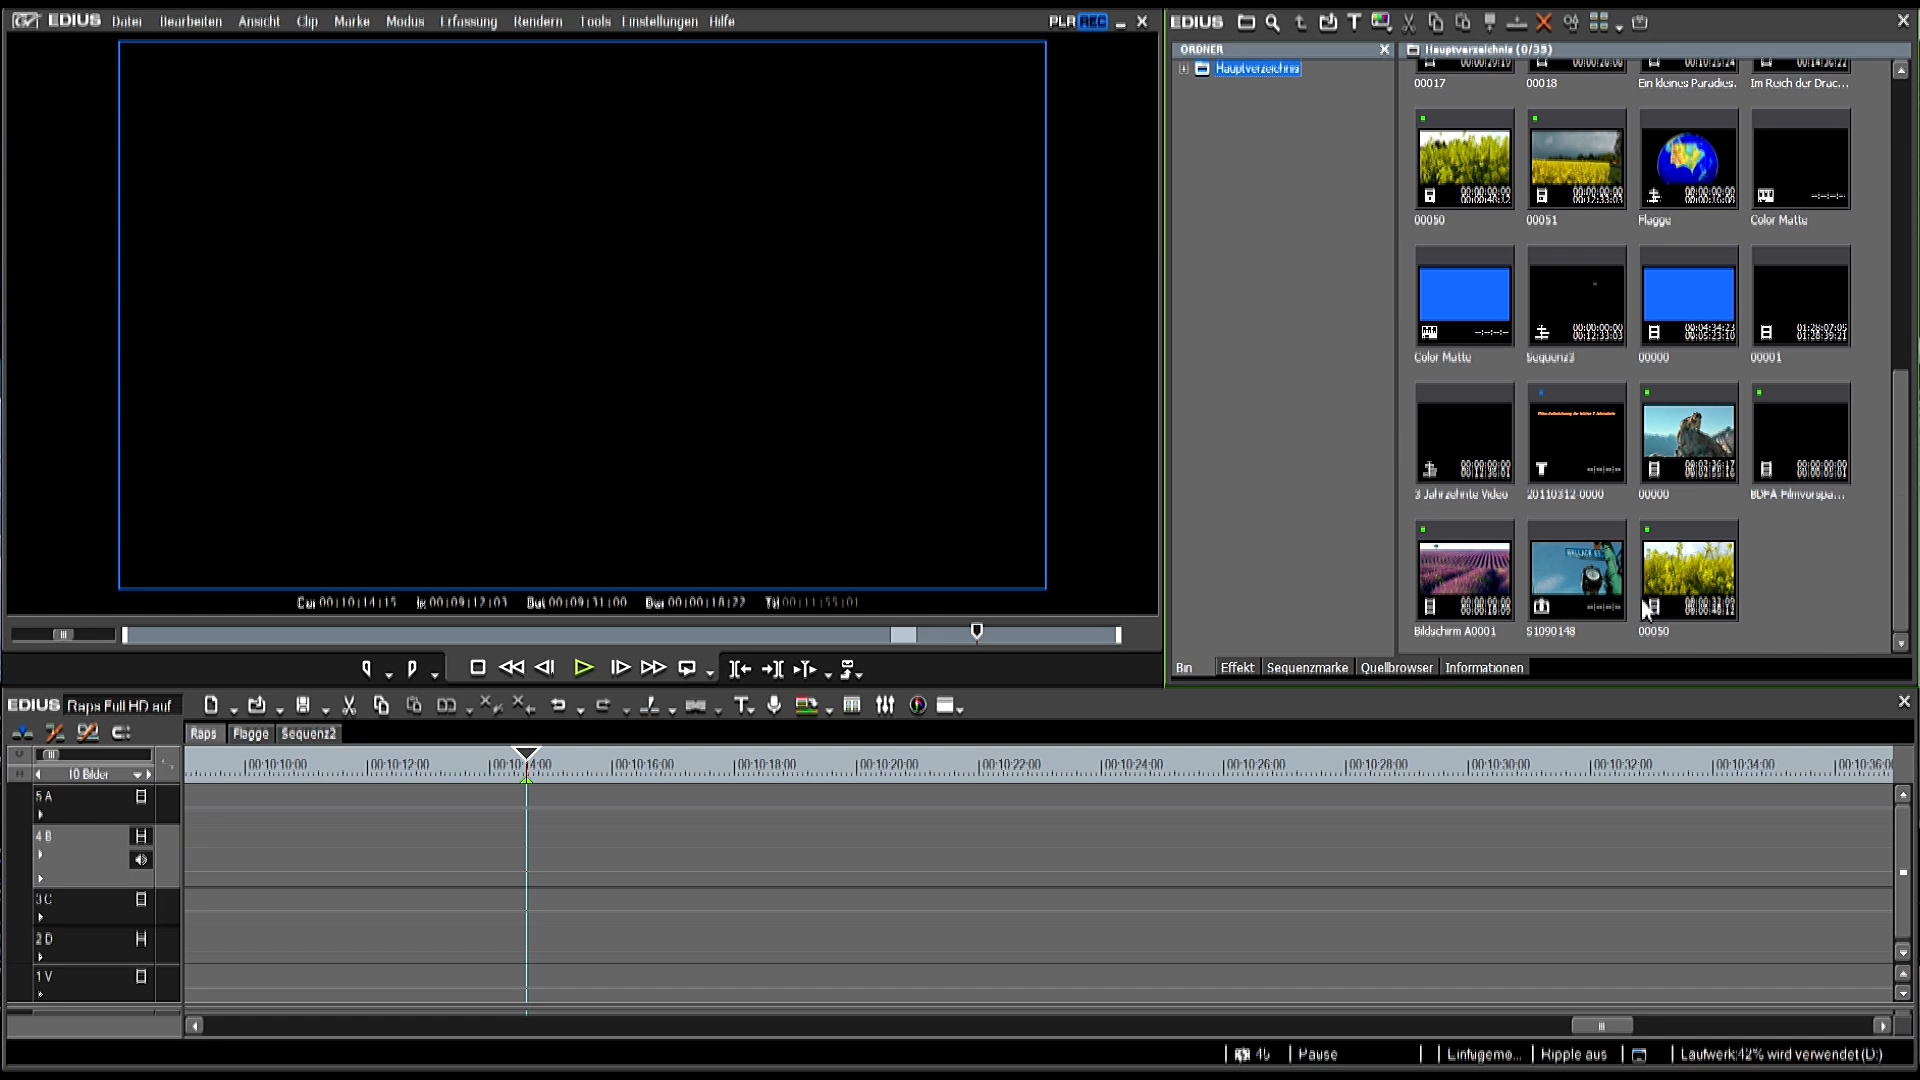 EDIUS Datei Bearbeiten Ansicht Clip Marke Modus Erfassung Rendern Tools Einstellungen Hilfe
PLR REC
Cur 00:10:14:15 In 00:09:12:03 Out 00:09:31:00 Dur 00:00:18:22 Ttl 00:11:55:01
EDIUS
ORDNER
Hauptverzeichnis
Hauptverzeichnis (0/35)
00017 00018 Ein kleines Paradies. Im Reich der Drac...
00050 00051 Flagge Color Matte
Color Matte Sequenz3 00000 00001
3 Jahrzehnte Video 20110312-0000 00000 BDFA-Filmvorspa...
WALLACE ST
Bildschirm A0001 S1090148 00050
Bin Effekt Sequenzmarke Quellbrowser Informationen
EDIUS Raps Full HD auf
Raps Flagge Sequenz2
10 Bilder
00:10:10:00 00:10:12:00 00:10:16:00 00:10:18:00 00:10:20:00 00:10:22:00 00:10:24:00 00:10:26:00 00:10:28:00 00:10:30:00 00:10:32:00 00:10:34:00 00:10:36:00
5 A
4 B
3 C
2 D
1 V
Pause Einfügemo... Ripple aus Laufwerk:42% wird verwendet(D:)